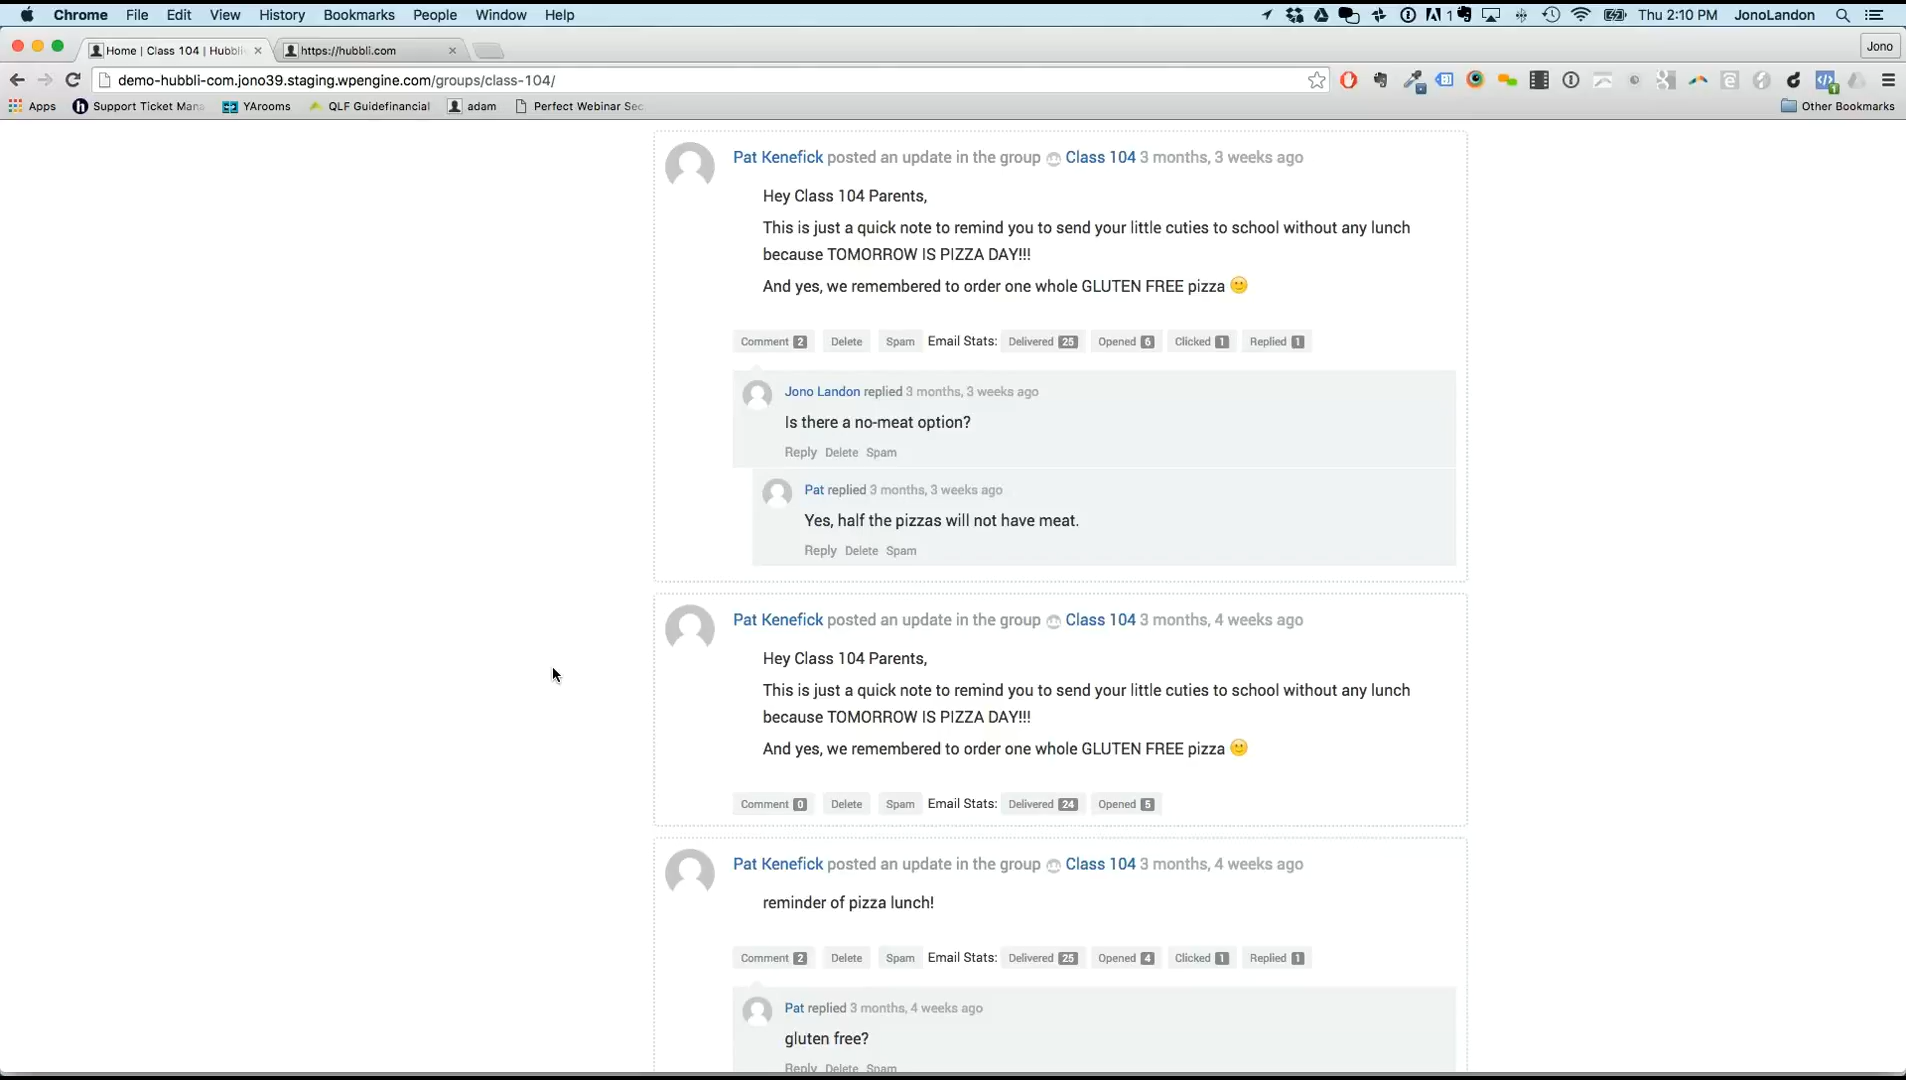 Chrome File Edit View History Bookmarks People Window Help 1 Thu 2:10 PM JonoLandon
Home | Class 104 | Hubbli
https://hubbli.com
Jono
demo-hubbli-com.jono39.staging.wpengine.com/groups/class-104/
Apps Support Ticket Mana YArooms QLF Guidefinancial adam Perfect Webinar Sec Other Bookmarks
Pat Kenefick posted an update in the group Class 104 3 months, 3 weeks ago
Hey Class 104 Parents,
This is just a quick note to remind you to send your little cuties to school without any lunch
because TOMORROW IS PIZZA DAY!!!
And yes, we remembered to order one whole GLUTEN FREE pizza 🙂
Comment 2 Delete Spam Email Stats: Delivered 25 Opened 6 Clicked 1 Replied 1
Jono Landon replied 3 months, 3 weeks ago
Is there a no-meat option?
Reply Delete Spam
Pat replied 3 months, 3 weeks ago
Yes, half the pizzas will not have meat.
Reply Delete Spam
Pat Kenefick posted an update in the group Class 104 3 months, 4 weeks ago
Hey Class 104 Parents,
This is just a quick note to remind you to send your little cuties to school without any lunch
because TOMORROW IS PIZZA DAY!!!
And yes, we remembered to order one whole GLUTEN FREE pizza 🙂
Comment 0 Delete Spam Email Stats: Delivered 24 Opened 5
Pat Kenefick posted an update in the group Class 104 3 months, 4 weeks ago
reminder of pizza lunch!
Comment 2 Delete Spam Email Stats: Delivered 25 Opened 4 Clicked 1 Replied 1
Pat replied 3 months, 4 weeks ago
gluten free?
Reply Delete Spam